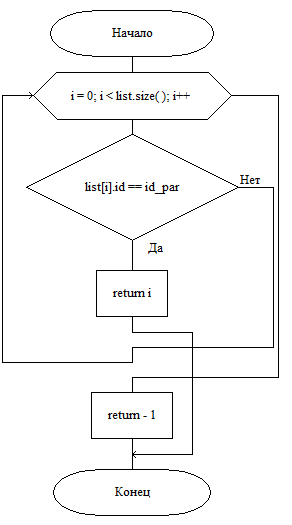 Начало
i = 0; i < list.size( ); i++
list[i].id == id_par
Нет
Да
return i
return - 1
Конец